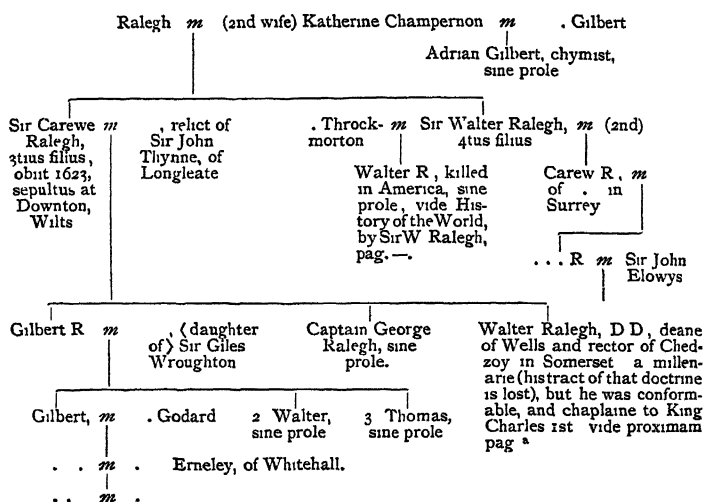 Ralegh m (2nd wife) Katherine Champernon m . Gilbert
Adrian Gilbert, chymist,
sine prole
Sir Carewe m , relict of
Ralegh, Sir John
3tius filius, Thynne, of
obiit 1623, Longleate
sepultus at
Downton,
Wilts
. Throck- m Sir Walter Ralegh, m (2nd)
morton 4tus filius
Walter R, killed
in America, sine
prole, vide His-
tory of the World,
by Sir W Ralegh,
pag. —.
Carew R, m
of . in
Surrey
. . . R m Sir John
Elowys
Gilbert R m , ⟨daughter
of⟩ Sir Giles
Wroughton
Captain George
Ralegh, sine
prole.
Walter Ralegh, D D, deane
of Wells and rector of Ched-
zoy in Somerset a millen-
arie (his tract of that doctrine
is lost), but he was conform-
able, and chaplaine to King
Charles 1st vide proximam
pag a
Gilbert, m . Godard
2 Walter,
sine prole
3 Thomas,
sine prole
. . m . Erneley, of Whitehall.
. . m .